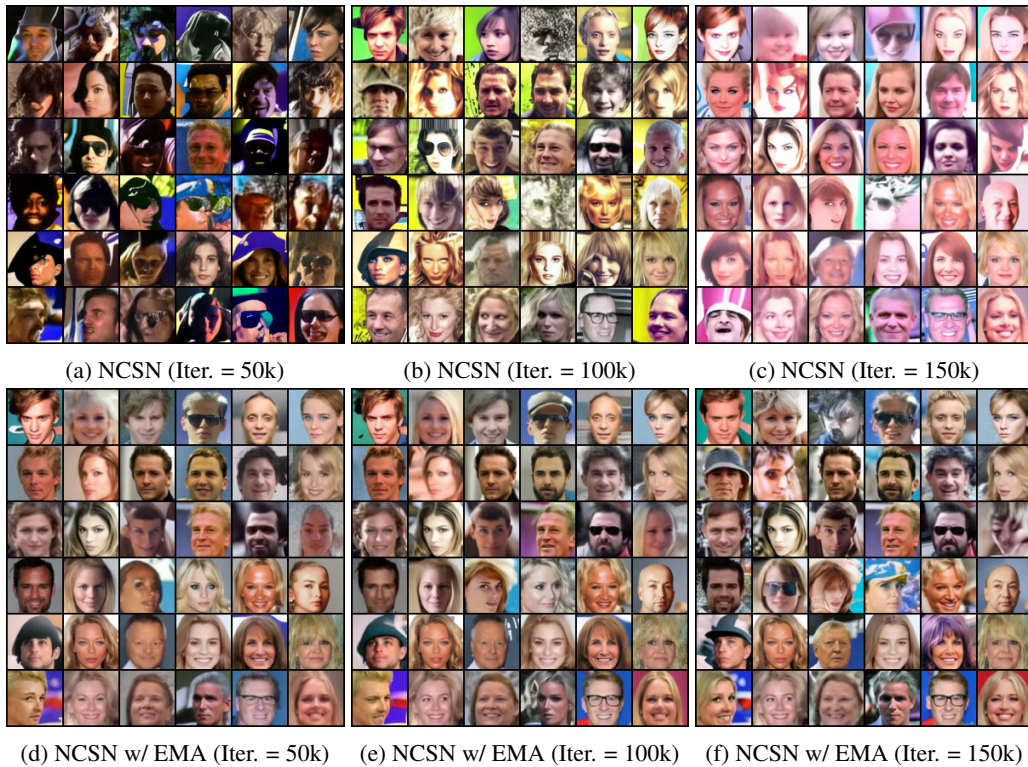 (a) NCSN (Iter. = 50k)
(b) NCSN (Iter. = 100k)
(c) NCSN (Iter. = 150k)
(d) NCSN w/ EMA (Iter. = 50k)
(e) NCSN w/ EMA (Iter. = 100k)
(f) NCSN w/ EMA (Iter. = 150k)